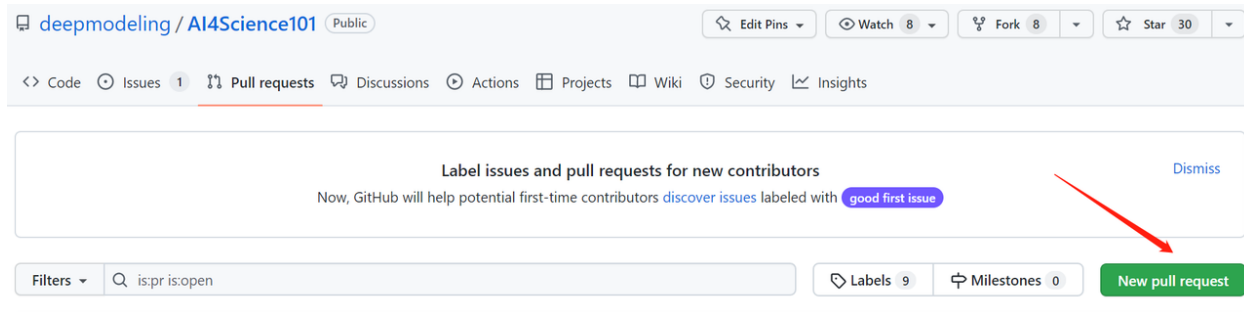 deepmodeling / AI4Science101 Public Edit Pins Watch 8 Fork 8 Star 30
<> Code Issues 1 Pull requests Discussions Actions Projects Wiki Security Insights
Label issues and pull requests for new contributors Dismiss
Now, GitHub will help potential first-time contributors discover issues labeled with good first issue
Filters is:pr is:open Labels 9 Milestones 0 New pull request